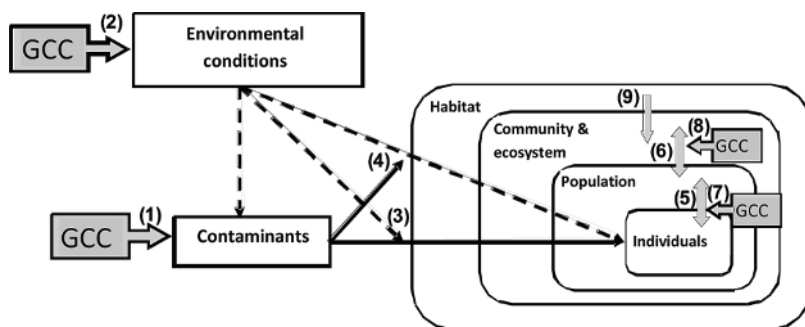 GCC
(2)
Environmental
conditions
Habitat
(9)
Community &
ecosystem
(8)
GCC
(6)
(4)
Population
(1)
GCC
Contaminants
(3)
(5)
(7)
GCC
Individuals